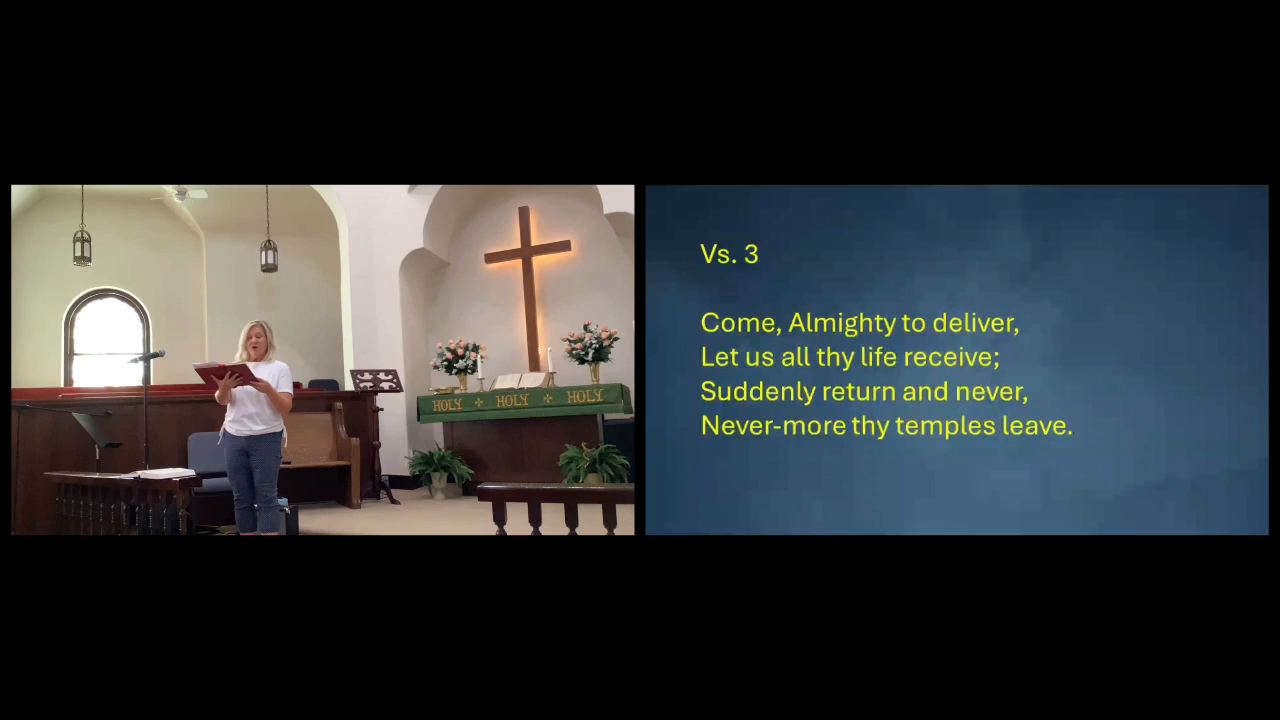 HOLY + HOLY + HOLY
Vs. 3
Come, Almighty to deliver,
Let us all thy life receive;
Suddenly return and never,
Never-more thy temples leave.